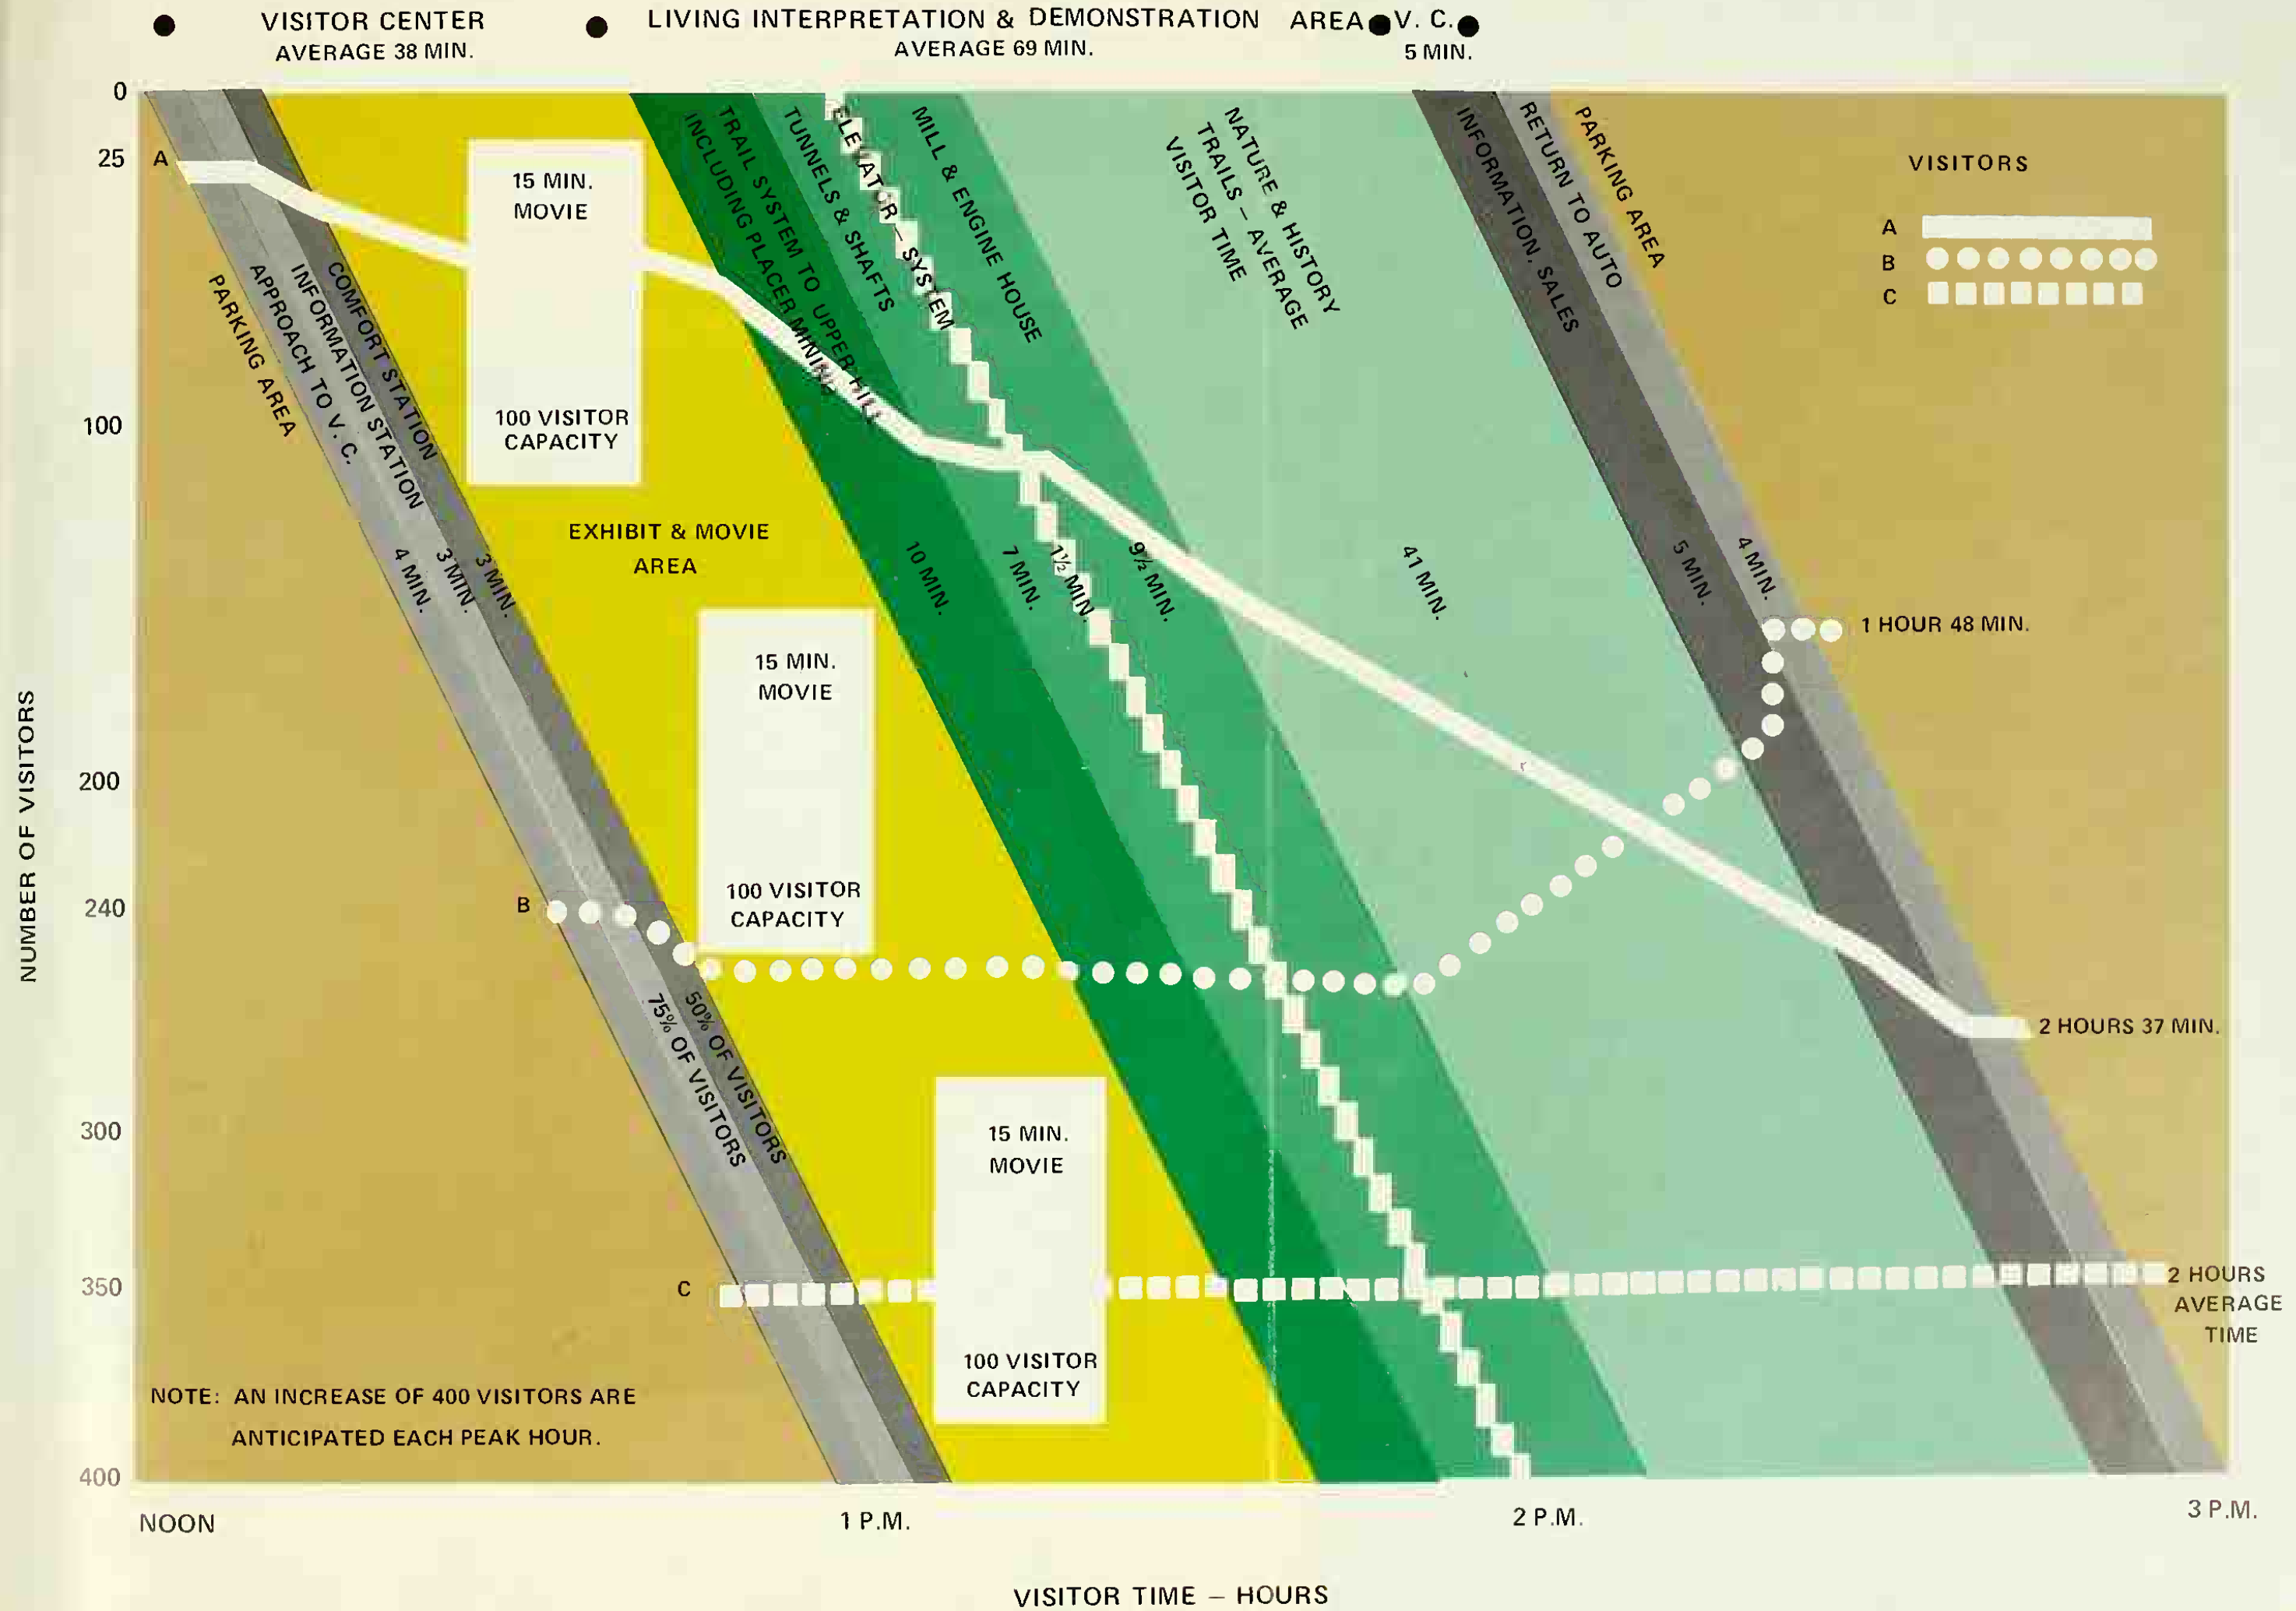 VISITOR CENTER
AVERAGE 38 MIN.
LIVING INTERPRETATION & DEMONSTRATION AREA
AVERAGE 69 MIN.
V. C.
5 MIN.
0
25
100
200
240
300
350
400
NUMBER OF VISITORS
A
PARKING AREA
APPROACH TO V. C.
INFORMATION STATION
COMFORT STATION
4 MIN.
3 MIN.
3 MIN.
15 MIN.
MOVIE
100 VISITOR
CAPACITY
EXHIBIT & MOVIE
AREA
15 MIN.
MOVIE
100 VISITOR
CAPACITY
15 MIN.
MOVIE
100 VISITOR
CAPACITY
TRAIL SYSTEM TO UPPER HILL
INCLUDING PLACER MINING
TUNNELS & SHAFTS
ELEVATOR – SYSTEM
MILL & ENGINE HOUSE
NATURE & HISTORY
TRAILS – AVERAGE
VISITOR TIME
INFORMATION, SALES
RETURN TO AUTO
PARKING AREA
10 MIN.
7 MIN.
1½ MIN.
9½ MIN.
41 MIN.
5 MIN.
4 MIN.
VISITORS
A
B
C
1 HOUR 48 MIN.
B
75% OF VISITORS
50% OF VISITORS
2 HOURS 37 MIN.
C
2 HOURS
AVERAGE
TIME
NOTE: AN INCREASE OF 400 VISITORS ARE
ANTICIPATED EACH PEAK HOUR.
NOON
1 P.M.
2 P.M.
3 P.M.
VISITOR TIME – HOURS